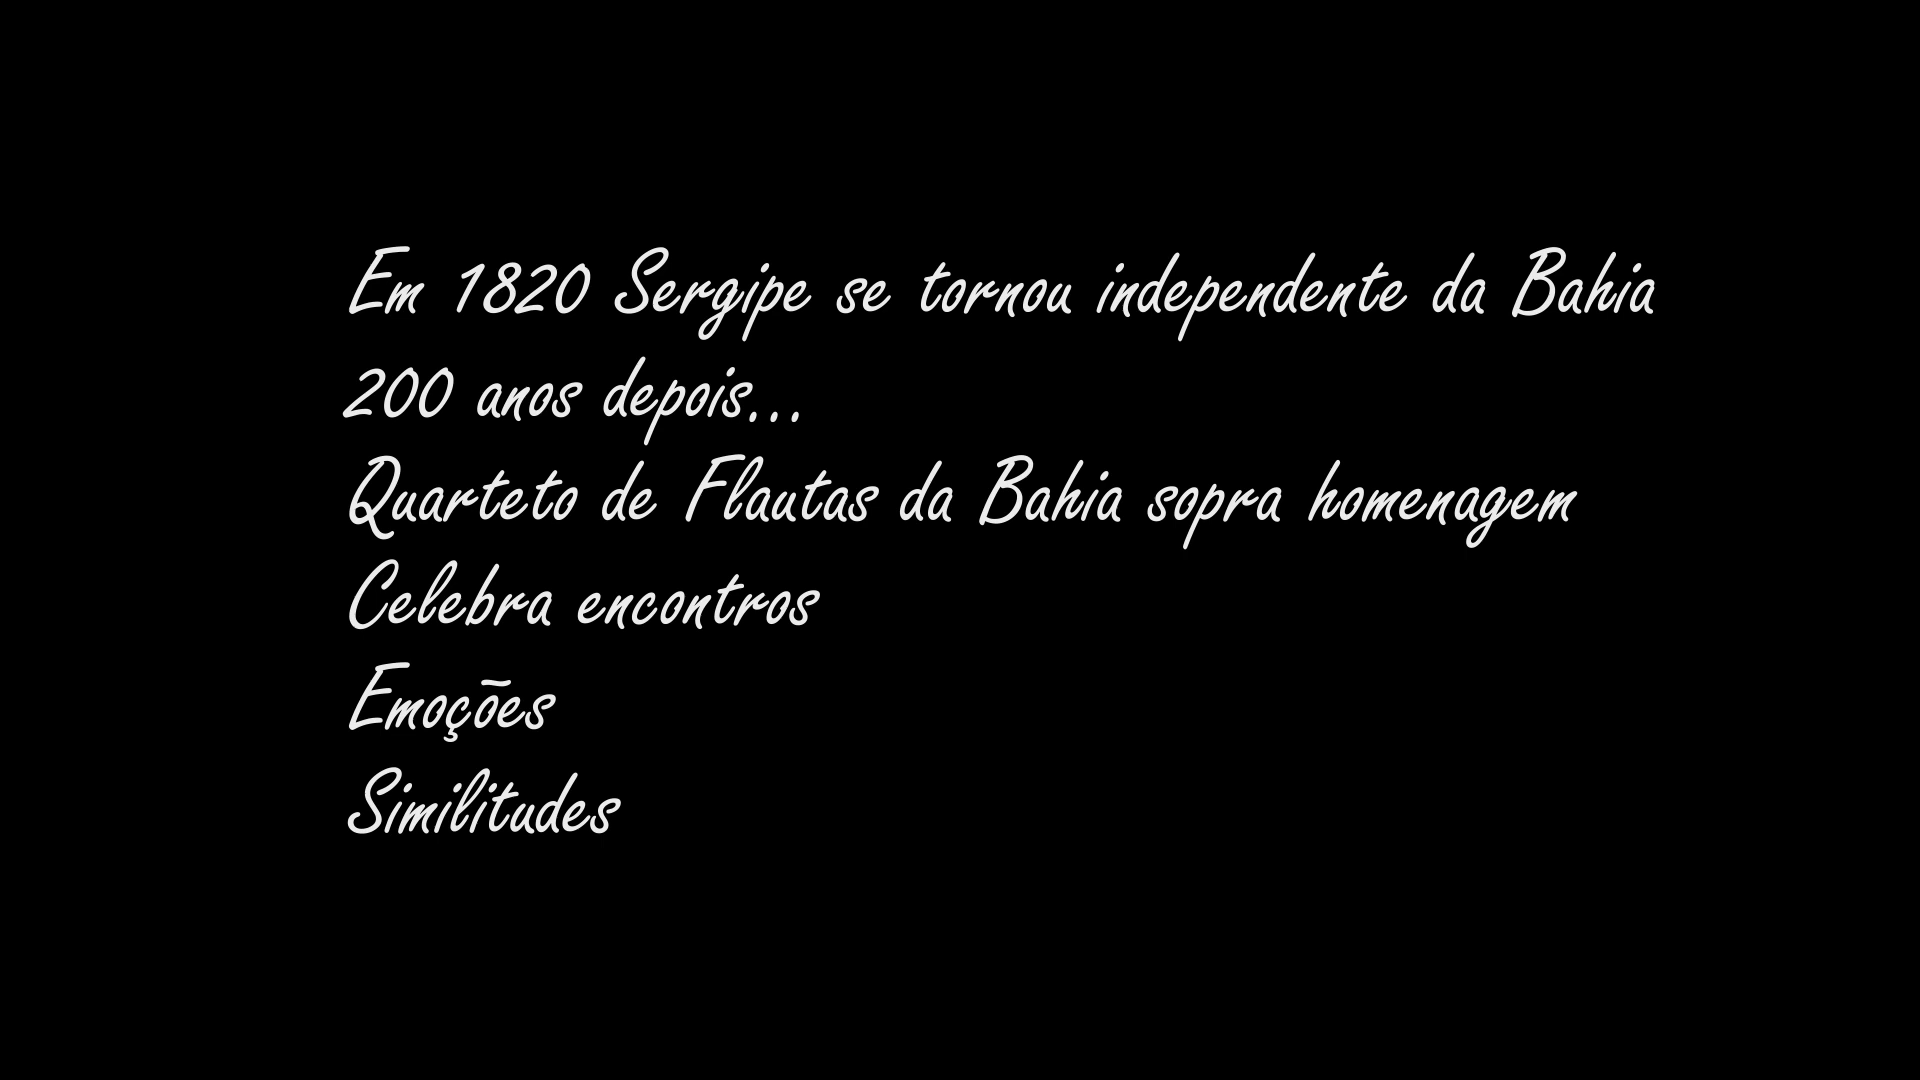 Em 1820 Sergipe se tornou independente da Bahia
200 anos depois...
Quarteto de Flautas da Bahia sopra homenagem
Celebra encontros
Emoções
Similitudes